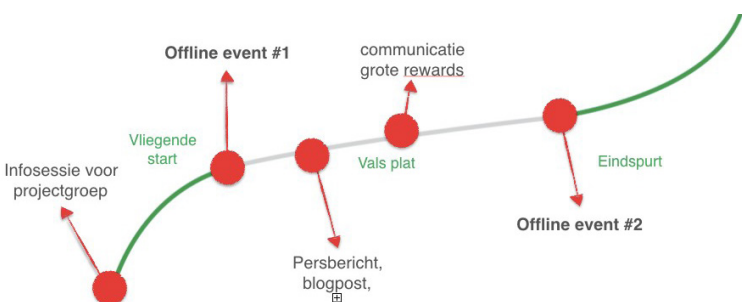 Offline event #1
communicatie
grote rewards
Vliegende
start
Infosessie voor
projectgroep
Vals plat
Eindspurt
Offline event #2
Persbericht,
blogpost,